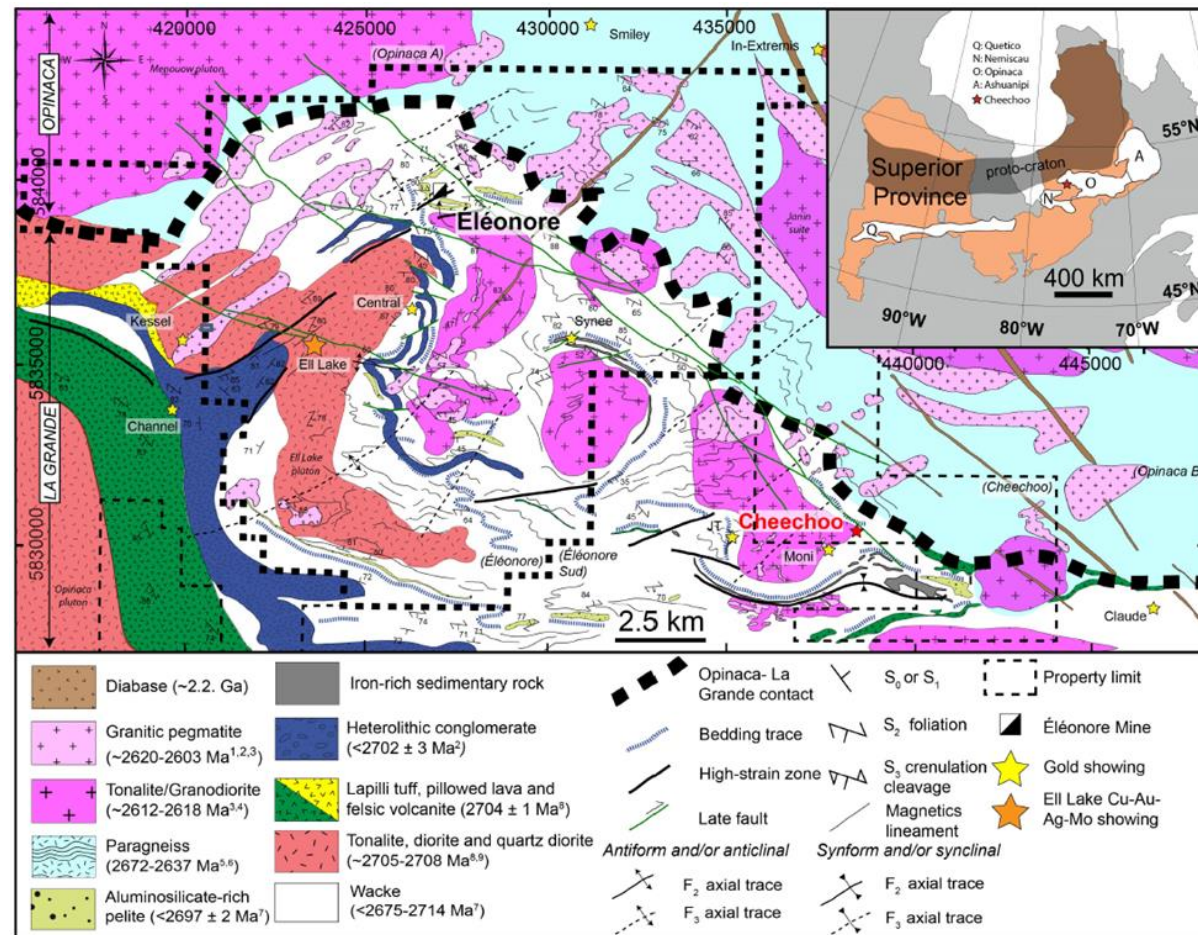 420000
425000
430000
435000
N
W
E
S
(Opinaca A)
Smiley
In-Extremis
Menouow pluton
OPINACA
5840000
Éléonore
Janin
suite
Central
Kessel
Synee
5835000
Ell Lake
Channel
440000
445000
LA GRANDE
Ell Lake
pluton
(Opinaca B)
(Cheechoo)
Cheechoo
JT
Moni
5830000
(Éléonore)
(Éléonore
Sud)
Opinaca
pluton
2.5 km
Claude
Q: Quetico
N: Nemiscau
O: Opinaca
A: Ashuanipi
Cheechoo
55°N
Superior
Province
proto-craton
A
O
N
Q
400 km
45°N
90°W
80°W
70°W
Diabase (~2.2. Ga)
Granitic pegmatite
(~2620-2603 Ma1,2,3)
Tonalite/Granodiorite
(~2612-2618 Ma3,4)
Paragneiss
(2672-2637 Ma5,6)
Aluminosilicate-rich
pelite (<2697 ± 2 Ma7)
Iron-rich sedimentary rock
Heterolithic conglomerate
(<2702 ± 3 Ma2)
Lapilli tuff, pillowed lava and
felsic volcanite (2704 ± 1 Ma8)
Tonalite, diorite and quartz diorite
(~2705-2708 Ma8,9)
Wacke
(<2675-2714 Ma7)
Opinaca- La
Grande contact
Bedding trace
High-strain zone
Late fault
Antiform and/or anticlinal
F2 axial trace
F3 axial trace
S0 or S1
S2 foliation
S3 crenulation
cleavage
Magnetics
lineament
Synform and/or synclinal
F2 axial trace
F3 axial trace
Property limit
Éléonore Mine
Gold showing
Ell Lake Cu-Au-
Ag-Mo showing